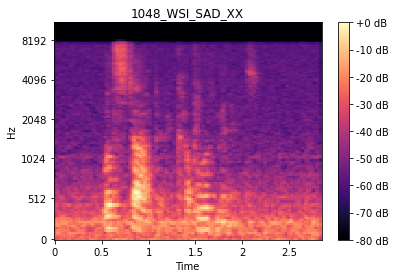 1048_WSI_SAD_XX
+0 dB
8192
-10 dB
4096
-20 dB
-30 dB
2048
Hz
-40 dB
1024
-50 dB
512
-60 dB
-70 dB
0
-80 dB
0 0.5 1 1.5 2 2.5
Time